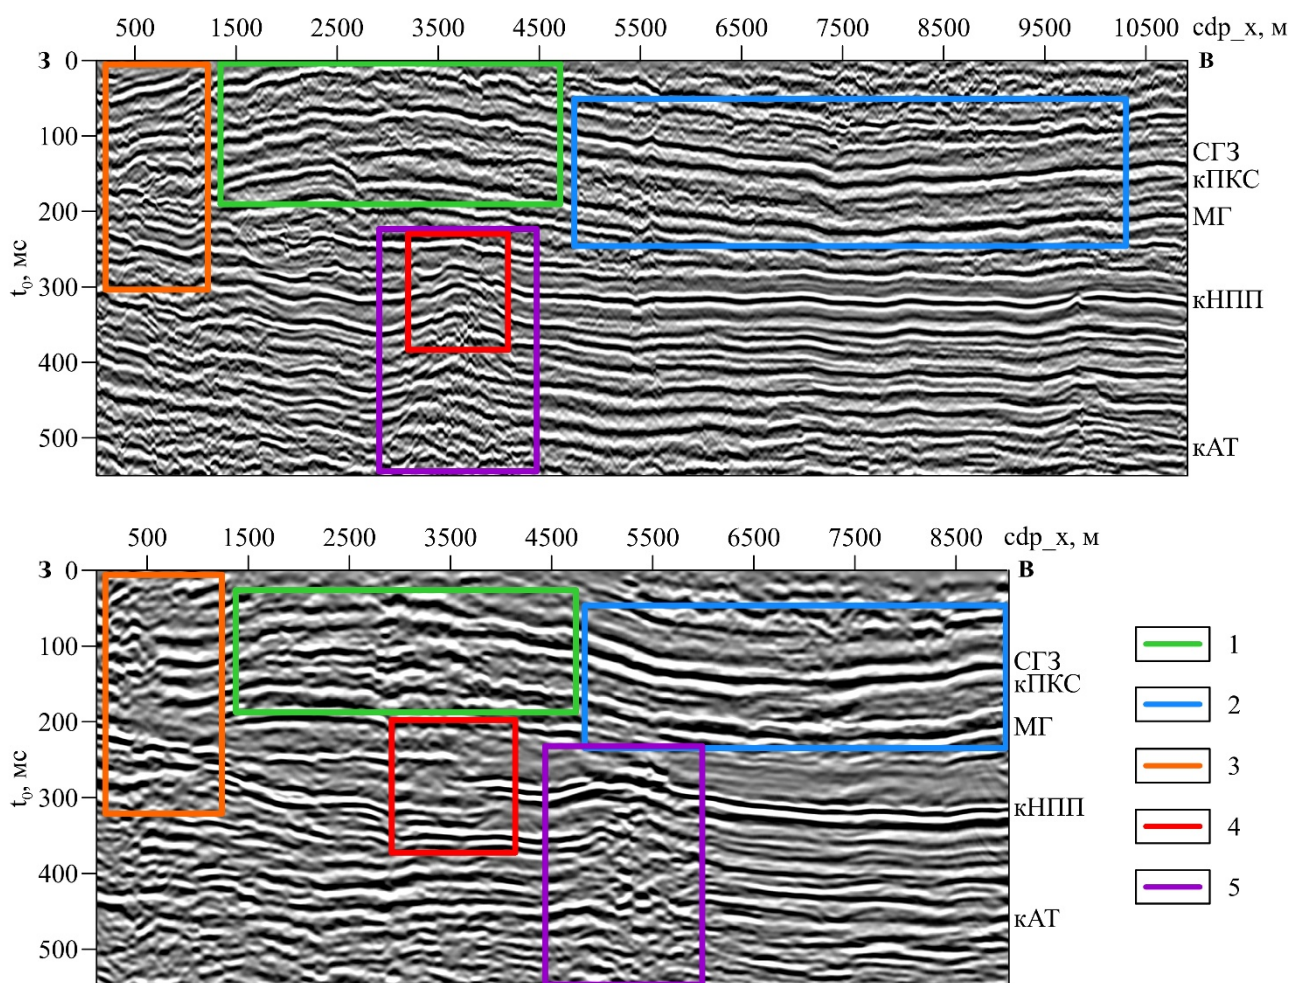 500 1500 2500 3500 4500 5500 6500 7500 8500 9500 10500 cdp_x, м
З 0 В
100
СГЗ
кПКС
200 МГ
t0, мс
300 кНПП
400
500 кАТ
500 1500 2500 3500 4500 5500 6500 7500 8500 cdp_x, м
З 0 В
100 1
СГЗ
кПКС
2
200 МГ
t0, мс 3
300 кНПП
4
400 5
кАТ
500